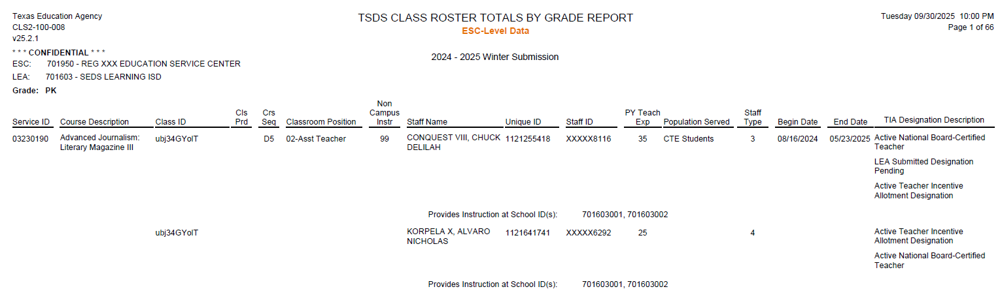 Texas Education Agency
CLS2-100-008
v25.2.1
TSDS CLASS ROSTER TOTALS BY GRADE REPORT
ESC-Level Data
2024 - 2025 Winter Submission
Tuesday 09/30/2025 10:00 PM
Page 1 of 66
* * * CONFIDENTIAL * * *
ESC: 701950 - REG XXX EDUCATION SERVICE CENTER
LEA: 701603 - SEDS LEARNING ISD
Grade: PK
Service ID Course Description Class ID Cls Prd Crs Seq Classroom Position Non Campus Instr Staff Name Unique ID Staff ID PY Teach Exp Population Served Staff Type Begin Date End Date TIA Designation Description
03230190 Advanced Journalism: ubj34GYolT D5 02-Asst Teacher 99 CONQUEST VIII, CHUCK 1121255418 XXXXX8116 35 CTE Students 3 08/16/2024 05/23/2025 Active National Board-Certified
Literary Magazine III DELILAH Teacher
LEA Submitted Designation
Pending
Active Teacher Incentive
Allotment Designation
Provides Instruction at School ID(s): 701603001, 701603002
ubj34GYolT KORPELA X, ALVARO 1121641741 XXXXX6292 25 4 Active Teacher Incentive
NICHOLAS Allotment Designation
Active National Board-Certified
Teacher
Provides Instruction at School ID(s): 701603001, 701603002